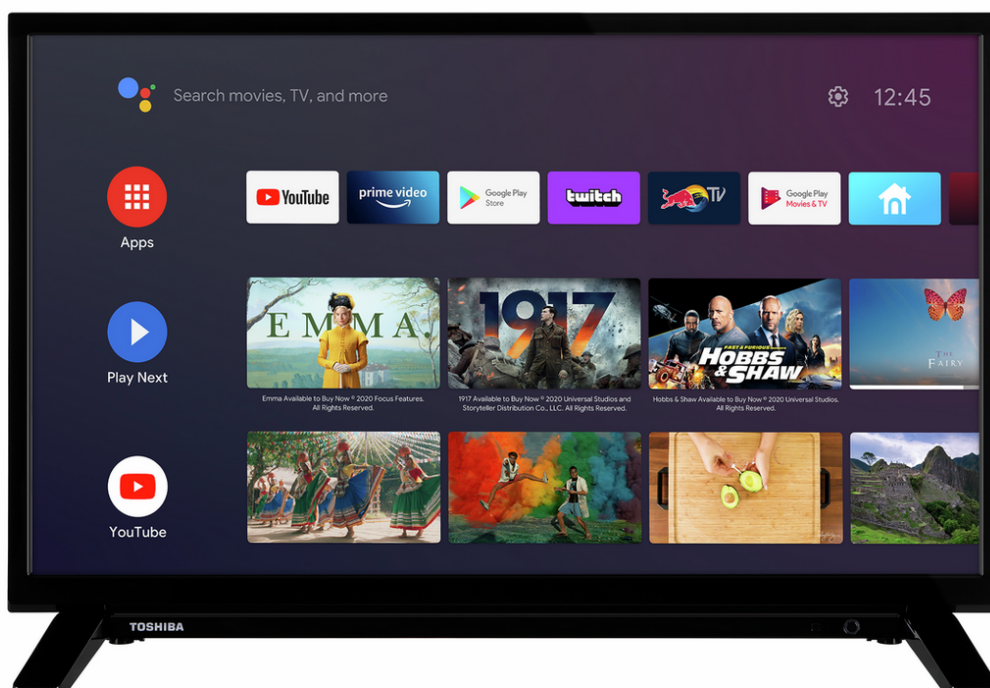 Search movies, TV, and more
12:45
Apps
YouTube
prime video
Google Play
Store
twitch
TV
Google Play
Movies & TV
Play Next
EMMA.
1917
FAST & FURIOUS
HOBBS
& SHAW
THE
FAIRY
Emma Available to Buy Now © 2020 Focus Features.
All Rights Reserved.
1917 Available to Buy Now © 2020 Universal Studios and
Storyteller Distribution Co., LLC. All Rights Reserved.
Hobbs & Shaw Available to Buy Now © 2020 Universal Studios.
All Rights Reserved.
YouTube
TOSHIBA